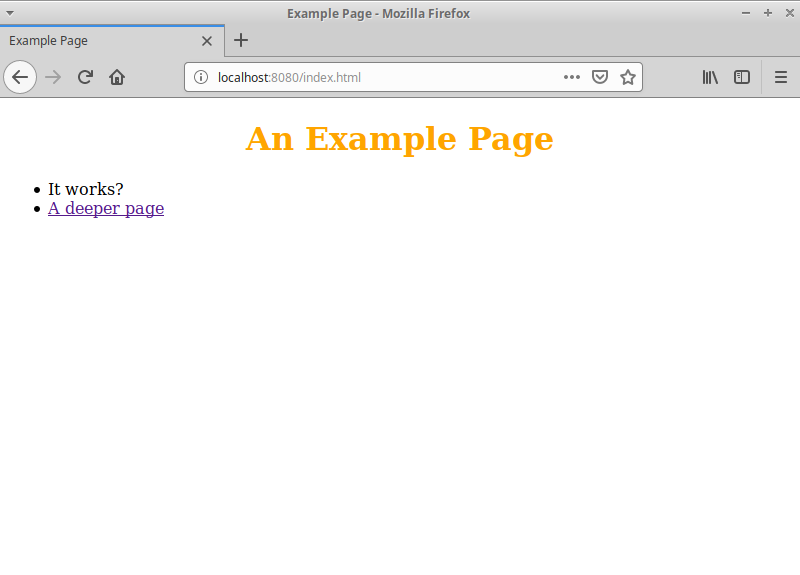 Example Page - Mozilla Firefox
Example Page
localhost:8080/index.html
An Example Page
It works?
A deeper page